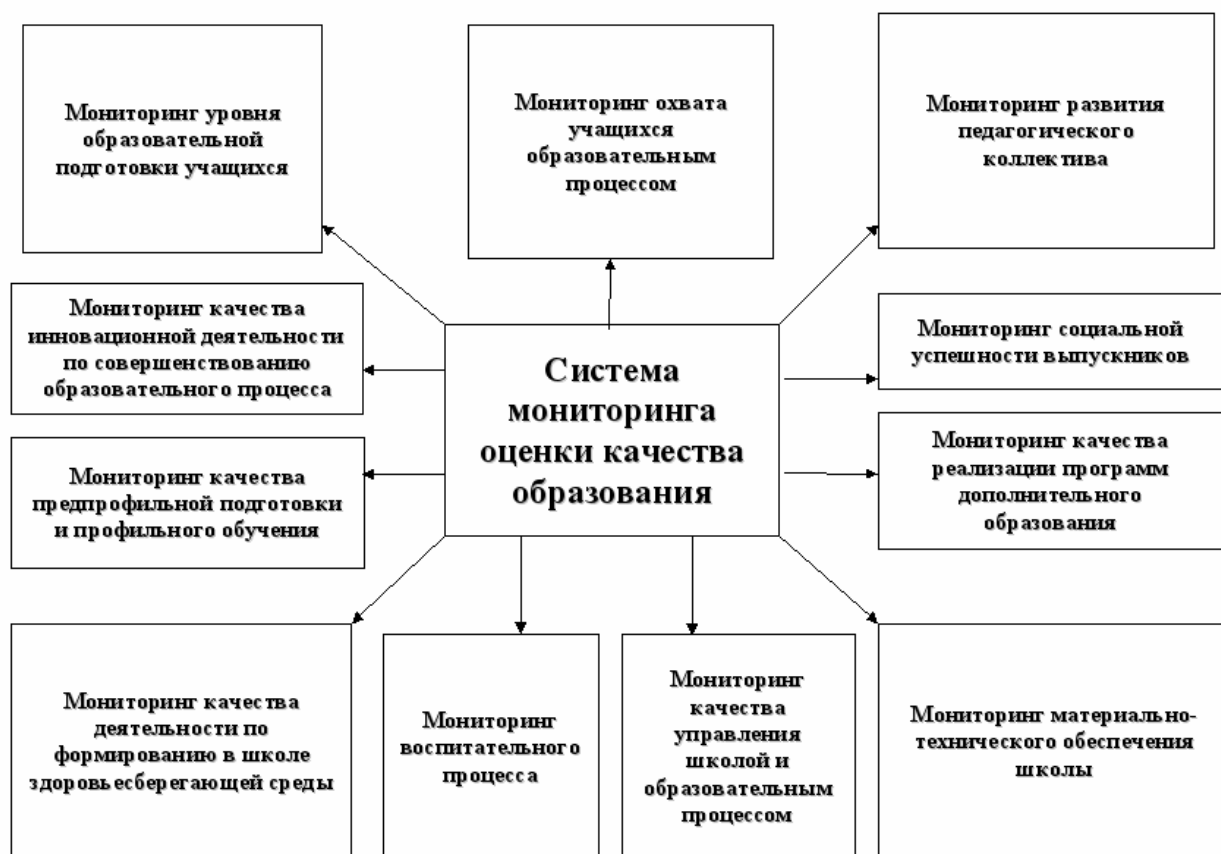 Мониторинг уровня
образовательной
подготовки учащихся
Мониторинг охвата
учащихся
образовательным
процессом
Мониторинг развития
педагогического
коллектива
Мониторинг качества
инновационной деятельности
по совершенствованию
образовательного процесса
Система
мониторинга
оценки качества
образования
Мониторинг социальной
успешности выпускников
Мониторинг качества
предпрофильной подготовки
и профильного обучения
Мониторинг качества
реализации программ
дополнительного
образования
Мониторинг качества
деятельности по
формированию в школе
здоровьесберегающей среды
Мониторинг
воспитательного
процесса
Мониторинг
качества
управления
школой и
образовательным
процессом
Мониторинг материально-
технического обеспечения
школы